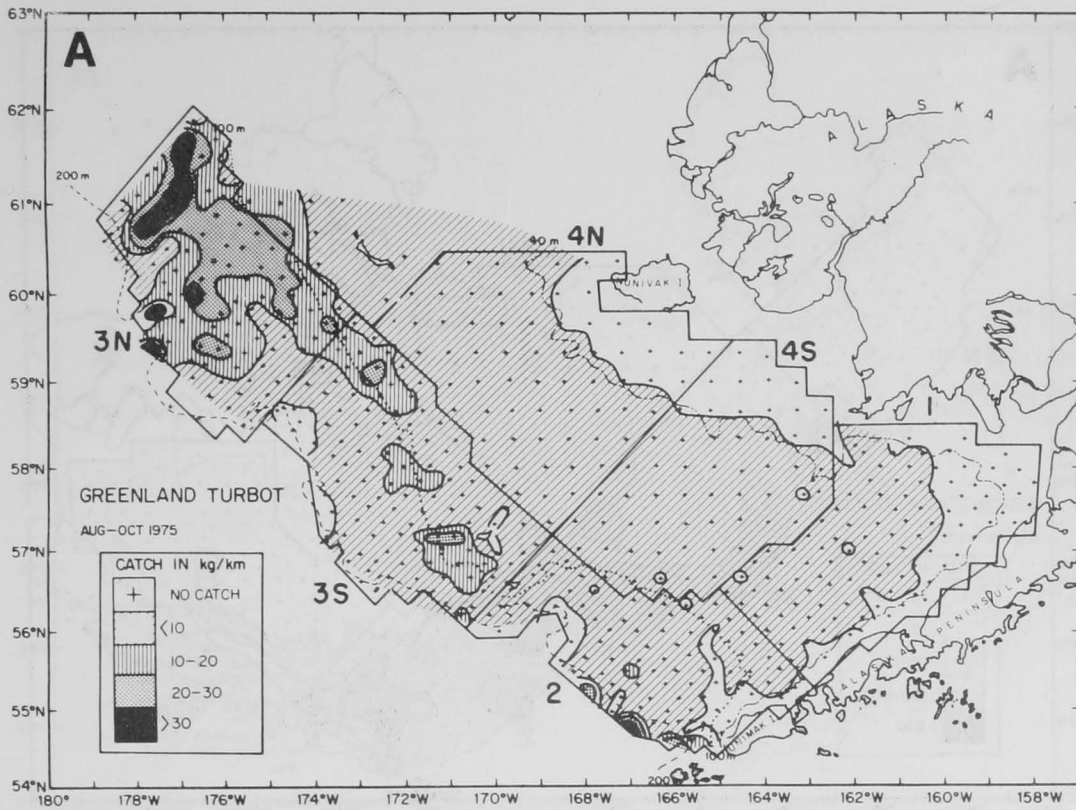 63°N
A
62°N
100 m
ALASKA
200 m
61°N
40 m
4N
60°N
NUNIVAK I
3N
4S
59°N
1
58°N
GREENLAND TURBOT
AUG-OCT 1975
57°N
CATCH IN kg/km
+ NO CATCH
<10
10-20
20-30
>30
3S
56°N
ALASKA PENINSULA
2
55°N
UNIMAK I
100m
200
54°N
180° 178°W 176°W 174°W 172°W 170°W 168°W 166°W 164°W 162°W 160°W 158°W